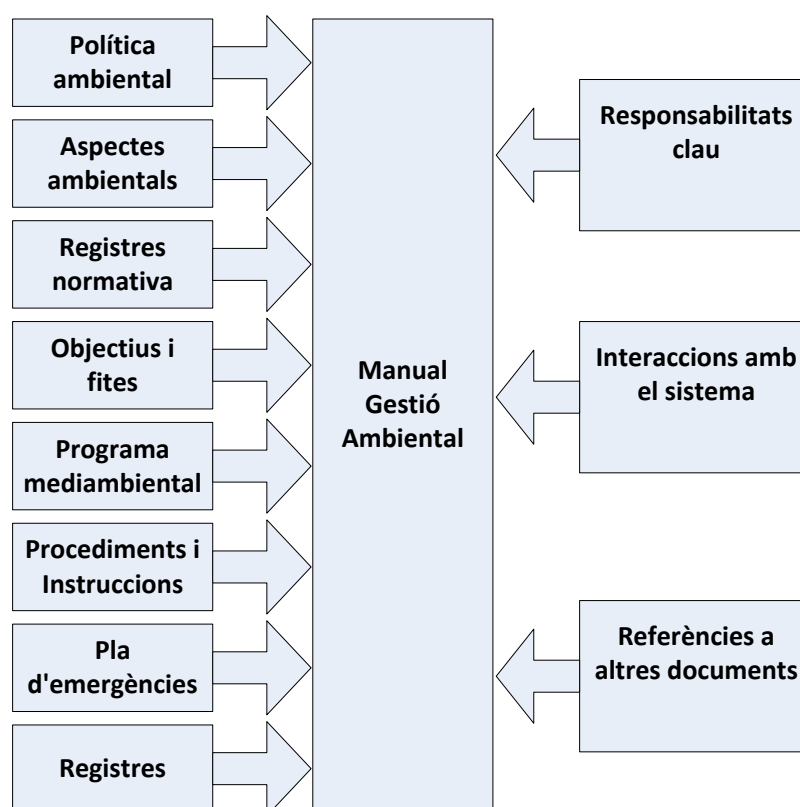 Política
ambiental
Aspectes
ambientals
Registres
normativa
Objectius i
fites
Programa
mediambiental
Procediments i
Instruccions
Pla
d'emergències
Registres
Manual
Gestió
Ambiental
Responsabilitats
clau
Interaccions amb
el sistema
Referències a
altres documents